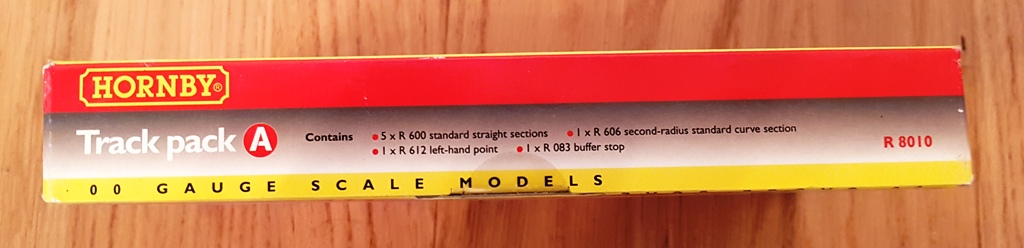 HORNBY®
Track pack A
Contains
• 5 x R 600 standard straight sections • 1 x R 606 second-radius standard curve section
• 1 x R 612 left-hand point • 1 x R 083 buffer stop
R 8010
00 GAUGE SCALE MODELS